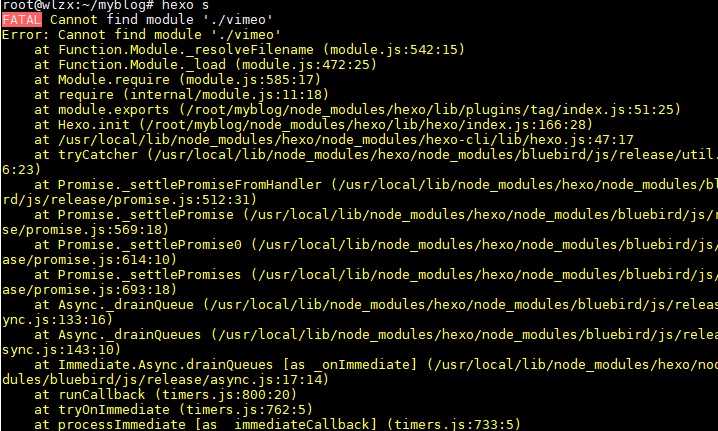 root@wlzx:~/myblog# hexo s
FATAL Cannot find module './vimeo'
Error: Cannot find module './vimeo'
    at Function.Module._resolveFilename (module.js:542:15)
    at Function.Module._load (module.js:472:25)
    at Module.require (module.js:585:17)
    at require (internal/module.js:11:18)
    at module.exports (/root/myblog/node_modules/hexo/lib/plugins/tag/index.js:51:25)
    at Hexo.init (/root/myblog/node_modules/hexo/lib/hexo/index.js:166:28)
    at /usr/local/lib/node_modules/hexo/node_modules/hexo-cli/lib/hexo.js:47:17
    at tryCatcher (/usr/local/lib/node_modules/hexo/node_modules/bluebird/js/release/util.
6:23)
    at Promise._settlePromiseFromHandler (/usr/local/lib/node_modules/hexo/node_modules/bl
rd/js/release/promise.js:512:31)
    at Promise._settlePromise (/usr/local/lib/node_modules/hexo/node_modules/bluebird/js/r
se/promise.js:569:18)
    at Promise._settlePromise0 (/usr/local/lib/node_modules/hexo/node_modules/bluebird/js/
ease/promise.js:614:10)
    at Promise._settlePromises (/usr/local/lib/node_modules/hexo/node_modules/bluebird/js/
ease/promise.js:693:18)
    at Async._drainQueue (/usr/local/lib/node_modules/hexo/node_modules/bluebird/js/releas
ync.js:133:16)
    at Async._drainQueues (/usr/local/lib/node_modules/hexo/node_modules/bluebird/js/relea
sync.js:143:10)
    at Immediate.Async.drainQueues [as _onImmediate] (/usr/local/lib/node_modules/hexo/nod
dules/bluebird/js/release/async.js:17:14)
    at runCallback (timers.js:800:20)
    at tryOnImmediate (timers.js:762:5)
    at processImmediate [as _immediateCallback] (timers.js:733:5)